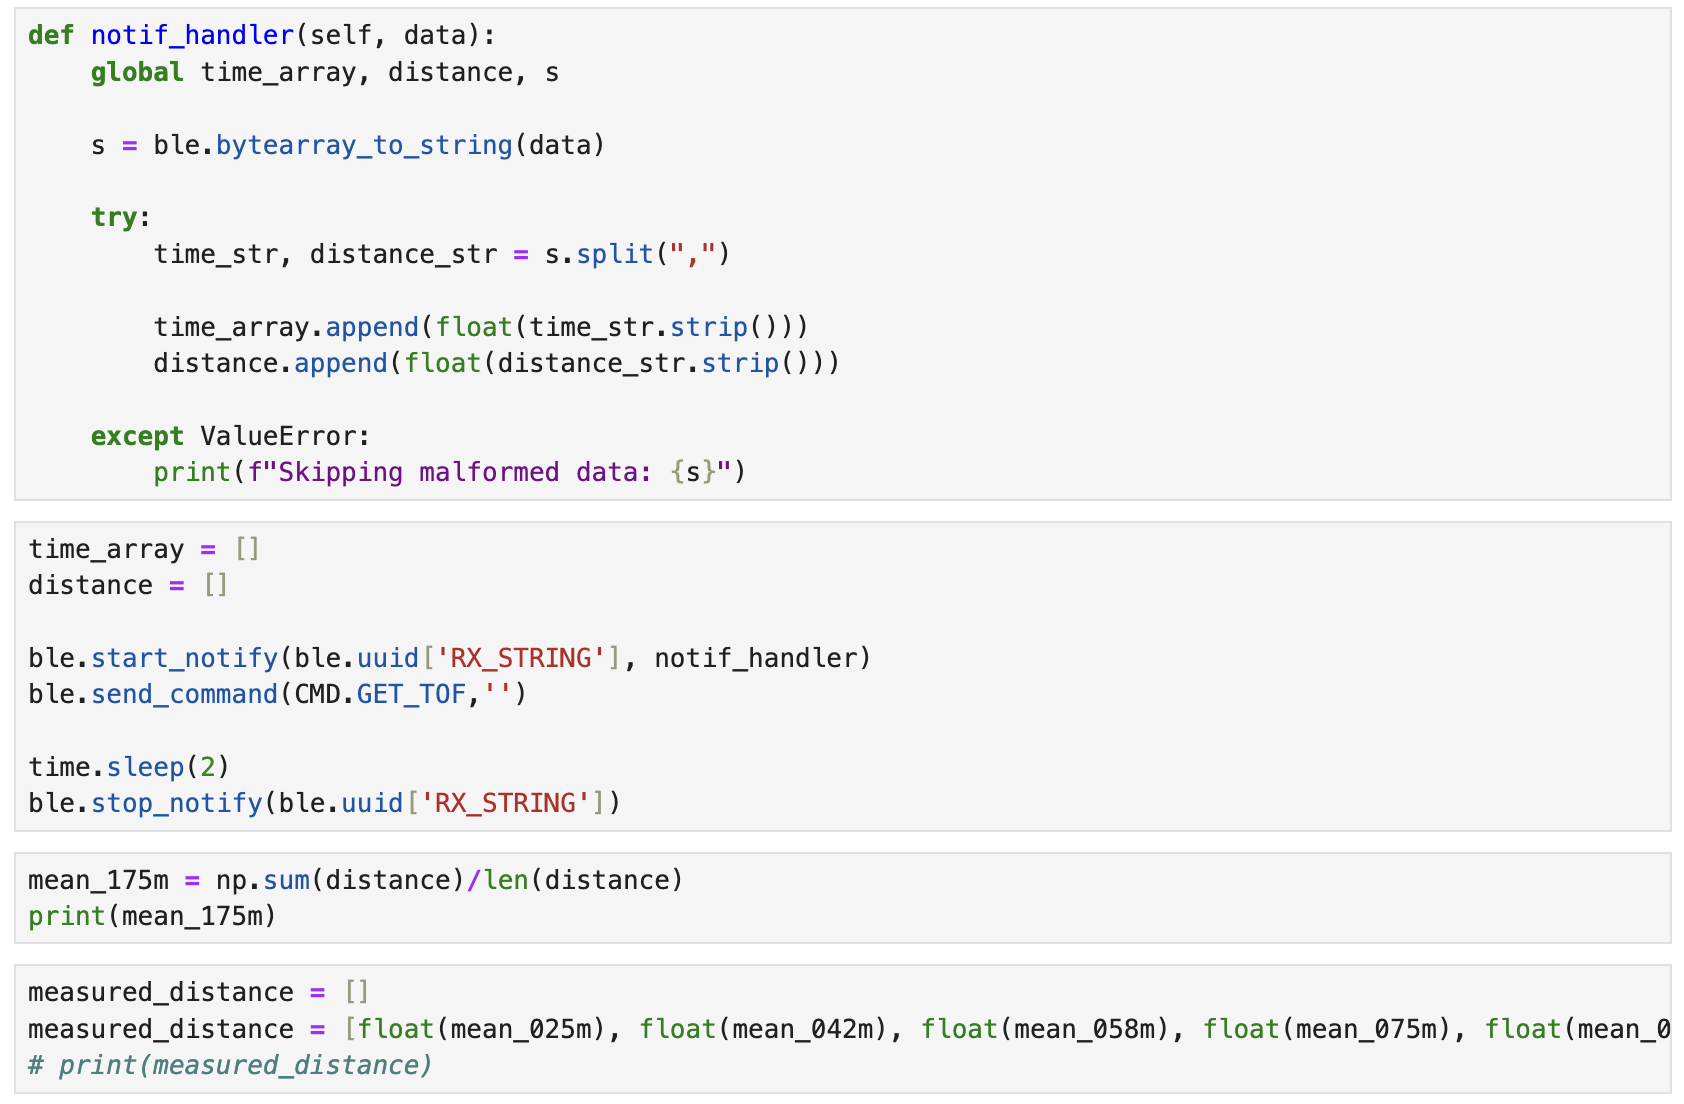 def notif_handler(self, data):
    global time_array, distance, s

    s = ble.bytearray_to_string(data)

    try:
        time_str, distance_str = s.split(",")

        time_array.append(float(time_str.strip()))
        distance.append(float(distance_str.strip()))

    except ValueError:
        print(f"Skipping malformed data: {s}")

time_array = []
distance = []

ble.start_notify(ble.uuid['RX_STRING'], notif_handler)
ble.send_command(CMD.GET_TOF,'')

time.sleep(2)
ble.stop_notify(ble.uuid['RX_STRING'])

mean_175m = np.sum(distance)/len(distance)
print(mean_175m)

measured_distance = []
measured_distance = [float(mean_025m), float(mean_042m), float(mean_058m), float(mean_075m), float(mean_0
# print(measured_distance)